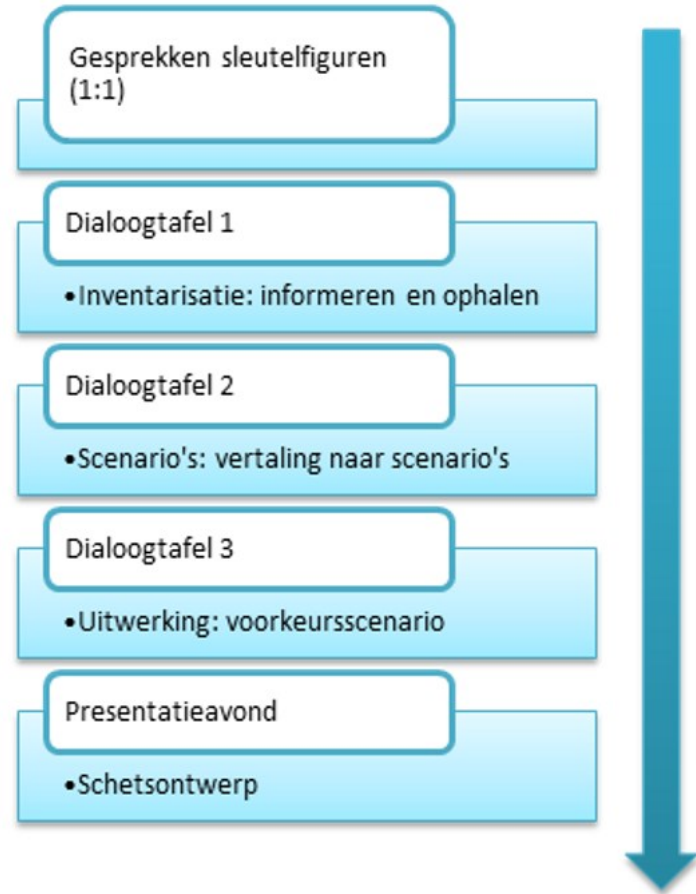 Gesprekken sleutelfiguren
(1:1)
Dialoogtafel 1
•Inventarisatie: informeren en ophalen
Dialoogtafel 2
•Scenario's: vertaling naar scenario's
Dialoogtafel 3
•Uitwerking: voorkeursscenario
Presentatieavond
•Schetsontwerp